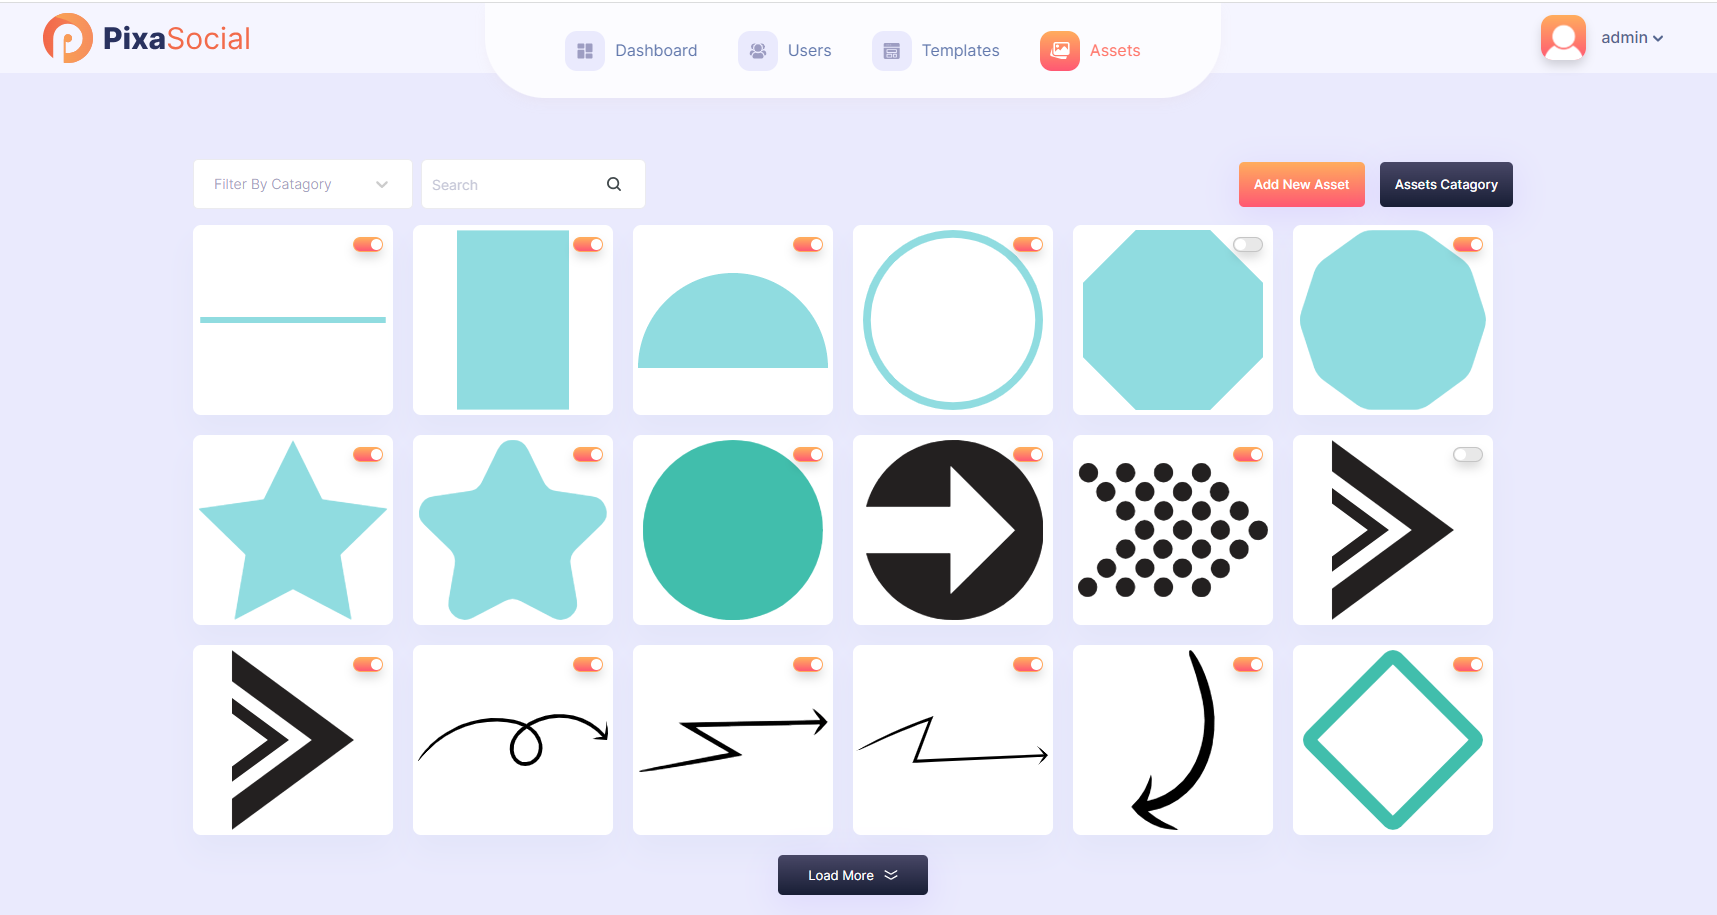 PixaSocial
Dashboard
Users
Templates
Assets
admin
Filter By Catagory
Search
Add New Asset
Assets Catagory
Load More